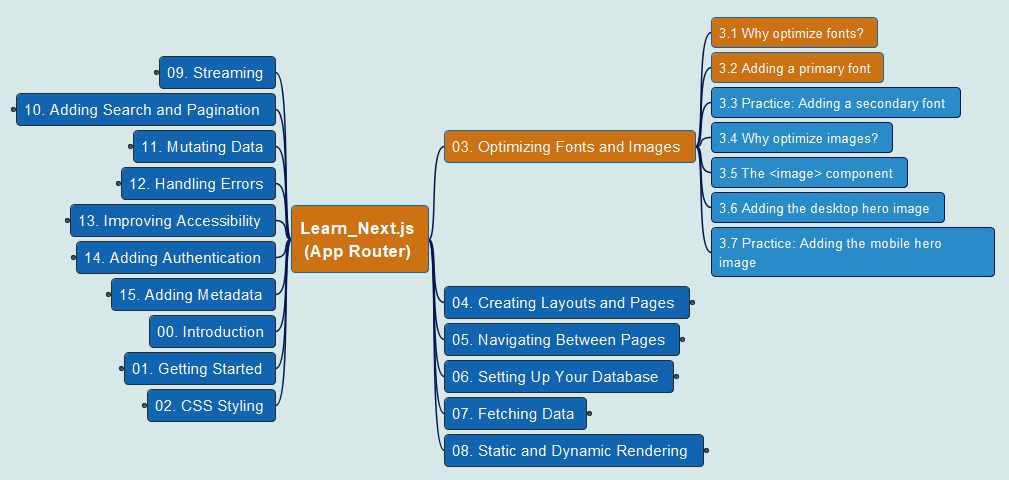 Learn_Next.js
(App Router)
03. Optimizing Fonts and Images
3.1 Why optimize fonts?
3.2 Adding a primary font
3.3 Practice: Adding a secondary font
3.4 Why optimize images?
3.5 The <image> component
3.6 Adding the desktop hero image
3.7 Practice: Adding the mobile hero
image
04. Creating Layouts and Pages
05. Navigating Between Pages
06. Setting Up Your Database
07. Fetching Data
08. Static and Dynamic Rendering
09. Streaming
10. Adding Search and Pagination
11. Mutating Data
12. Handling Errors
13. Improving Accessibility
14. Adding Authentication
15. Adding Metadata
00. Introduction
01. Getting Started
02. CSS Styling